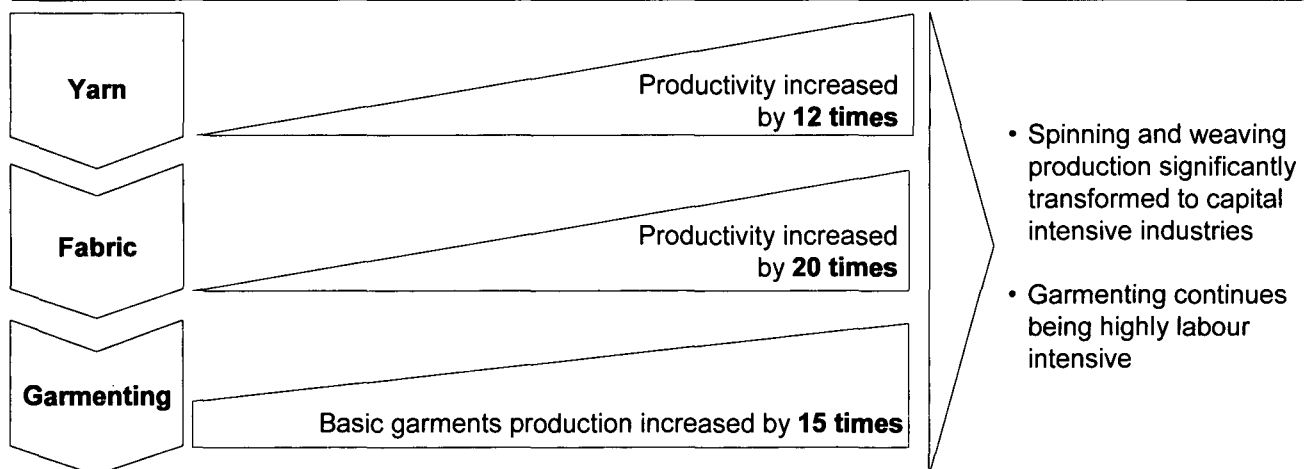 Yarn
Productivity increased
by 12 times
Fabric
Productivity increased
by 20 times
Garmenting
Basic garments production increased by 15 times
• Spinning and weaving
production significantly
transformed to capital
intensive industries
• Garmenting continues
being highly labour
intensive